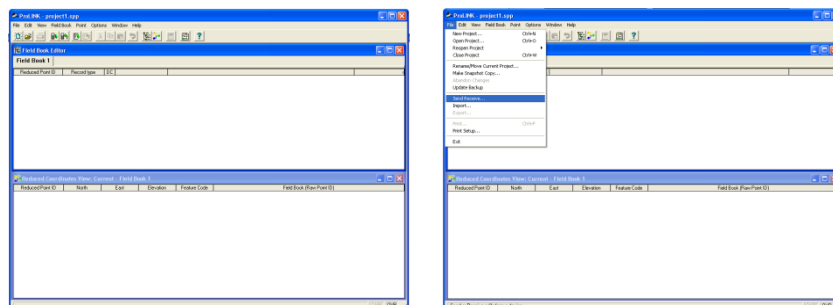 ProLINK - project1.spp
File Edit View Field Book Point Options Window Help
Field Book Editor
Field Book 1
Reduced Point ID Record type DC
Reduced Coordinates View: Current - Field Book 1
Reduced Point ID North East Elevation Feature Code Field Book (Raw Point ID)
ProLINK - project1.spp
File Edit View Field Book Point Options Window Help
New Project... Ctrl+N
Open Project... Ctrl+O
Reopen Project
Close Project Ctrl+W
Rename/Move Current Project...
Make Snapshot Copy...
Abandon Changes
Update Backup
Send Receive...
Import...
Export...
Print... Ctrl+P
Print Setup...
Exit
Reduced Coordinates View: Current - Field Book 1
Reduced Point ID North East Elevation Feature Code Field Book (Raw Point ID)